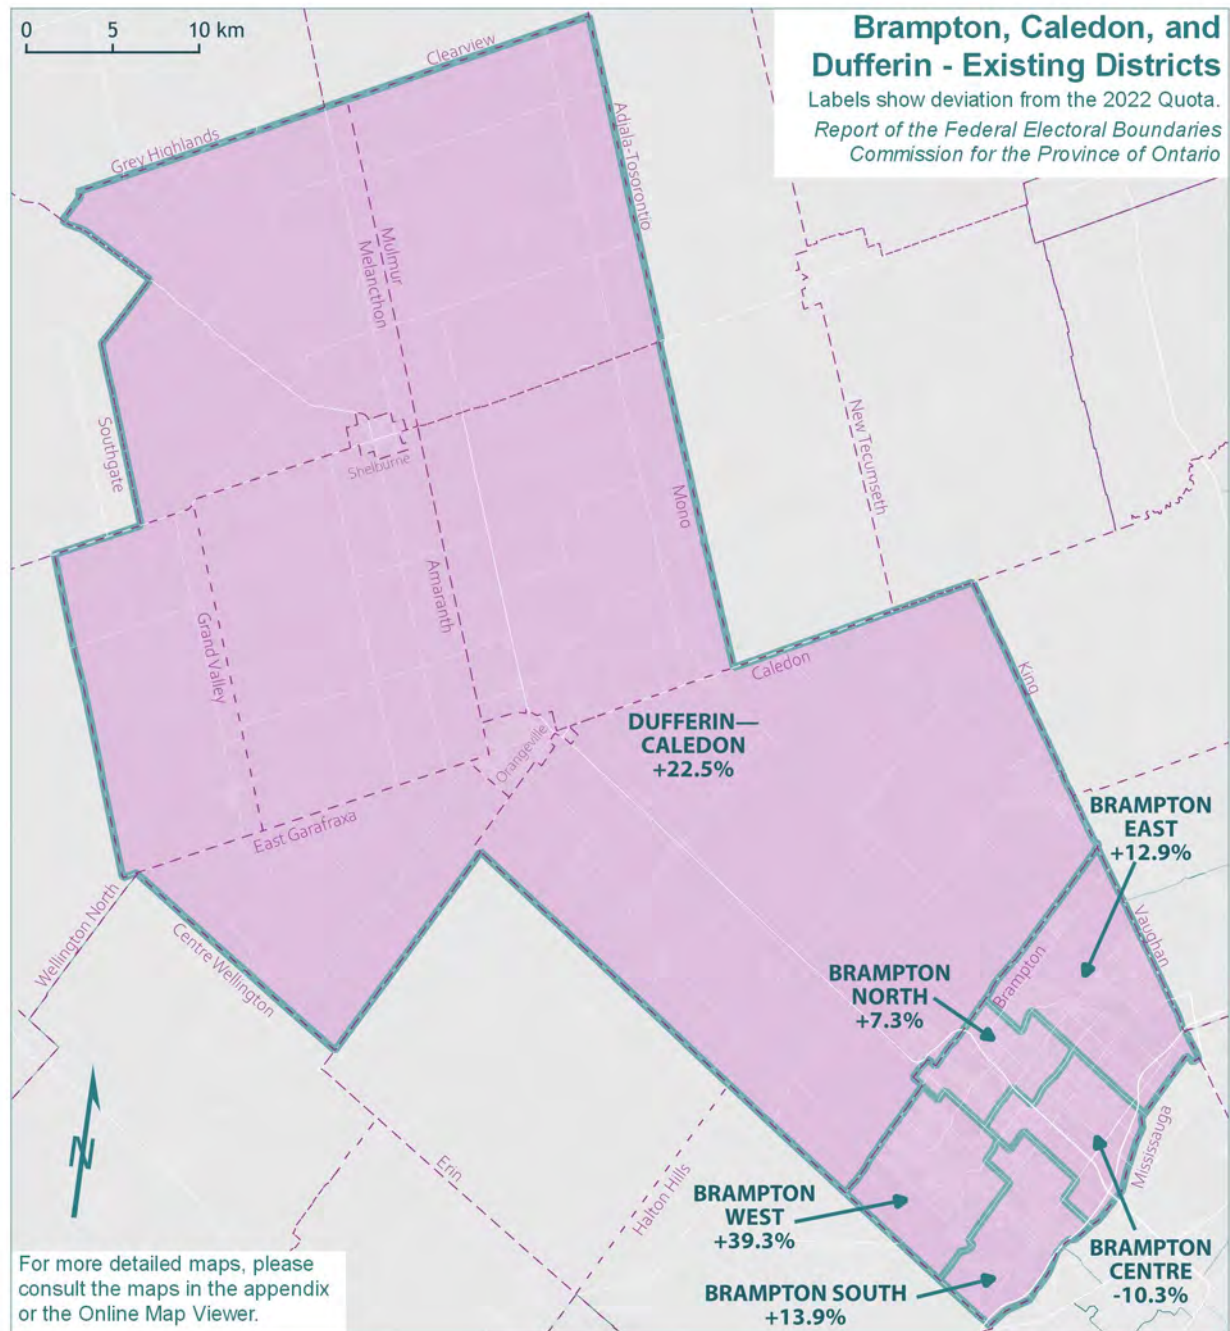 0 5 10 km
Brampton, Caledon, and
Dufferin - Existing Districts
Labels show deviation from the 2022 Quota.
Report of the Federal Electoral Boundaries
Commission for the Province of Ontario
Clearview
Grey Highlands
Adjala-Tosorontio
Mulmur
Melancthon
Southgate
Shelburne
New Tecumseth
Mono
Amaranth
Grand Valley
Caledon
King
Orangeville
DUFFERIN—
CALEDON
+22.5%
East Garafraxa
BRAMPTON
EAST
+12.9%
Wellington North
Centre Wellington
Vaughan
Brampton
BRAMPTON
NORTH
+7.3%
N
Mississauga
Erin
Halton Hills
BRAMPTON
WEST
+39.3%
BRAMPTON
CENTRE
-10.3%
BRAMPTON SOUTH
+13.9%
For more detailed maps, please
consult the maps in the appendix
or the Online Map Viewer.